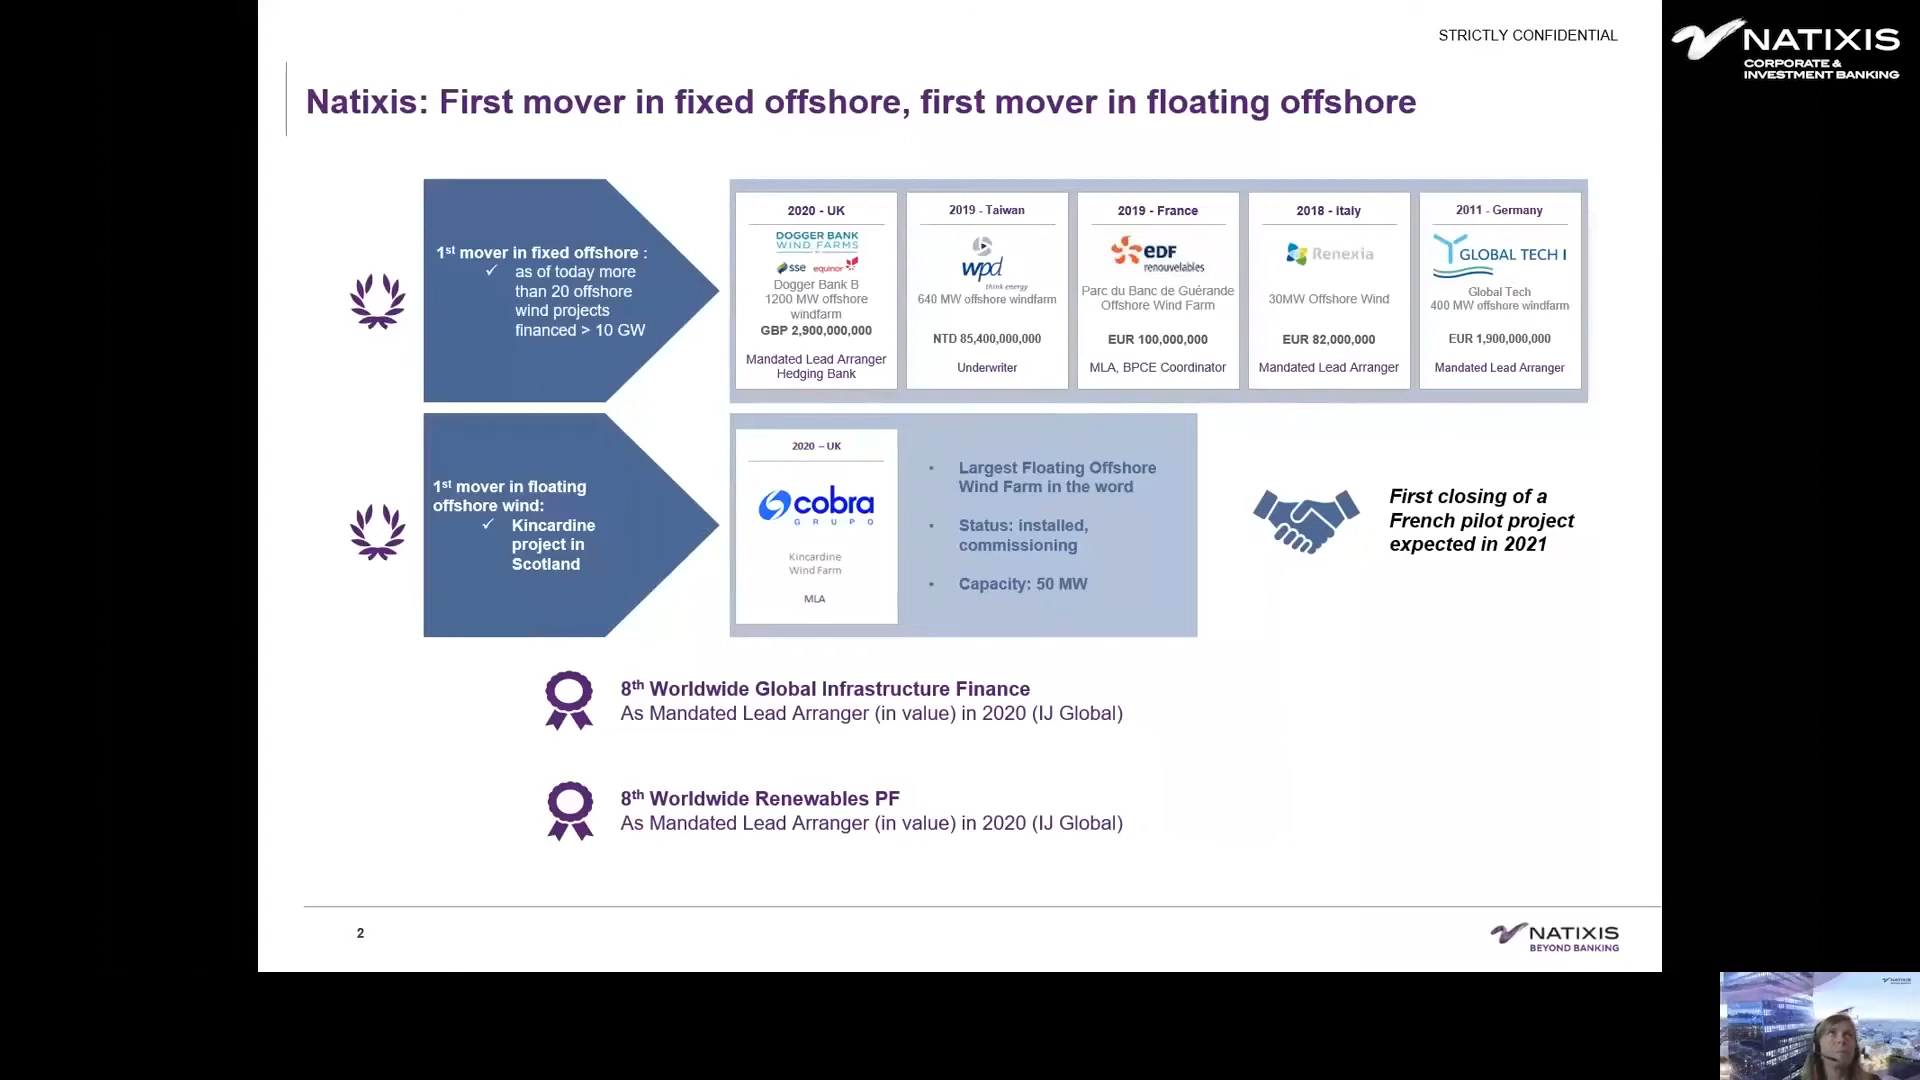 STRICTLY CONFIDENTIAL
NATIXIS
CORPORATE &
INVESTMENT BANKING
Natixis: First mover in fixed offshore, first mover in floating offshore
1st mover in fixed offshore :
✓ as of today more
than 20 offshore
wind projects
financed > 10 GW
2020 - UK
DOGGER BANK
WIND FARMS
sse equinor
Dogger Bank B
1200 MW offshore
windfarm
GBP 2,900,000,000
Mandated Lead Arranger
Hedging Bank
2019 - Taiwan
wpd
think energy
640 MW offshore windfarm
NTD 85,400,000,000
Underwriter
2019 - France
eDF
renouvelables
Parc du Banc de Guérande
Offshore Wind Farm
EUR 100,000,000
MLA, BPCE Coordinator
2018 - Italy
Renexia
30MW Offshore Wind
EUR 82,000,000
Mandated Lead Arranger
2011 - Germany
GLOBAL TECH I
Global Tech
400 MW offshore windfarm
EUR 1,900,000,000
Mandated Lead Arranger
1st mover in floating
offshore wind:
✓ Kincardine
project in
Scotland
2020 – UK
cobra
GRUPO
Kincardine
Wind Farm
MLA
• Largest Floating Offshore
Wind Farm in the word
• Status: installed,
commissioning
• Capacity: 50 MW
First closing of a
French pilot project
expected in 2021
8th Worldwide Global Infrastructure Finance
As Mandated Lead Arranger (in value) in 2020 (IJ Global)
8th Worldwide Renewables PF
As Mandated Lead Arranger (in value) in 2020 (IJ Global)
2
NATIXIS
BEYOND BANKING
NATIXIS